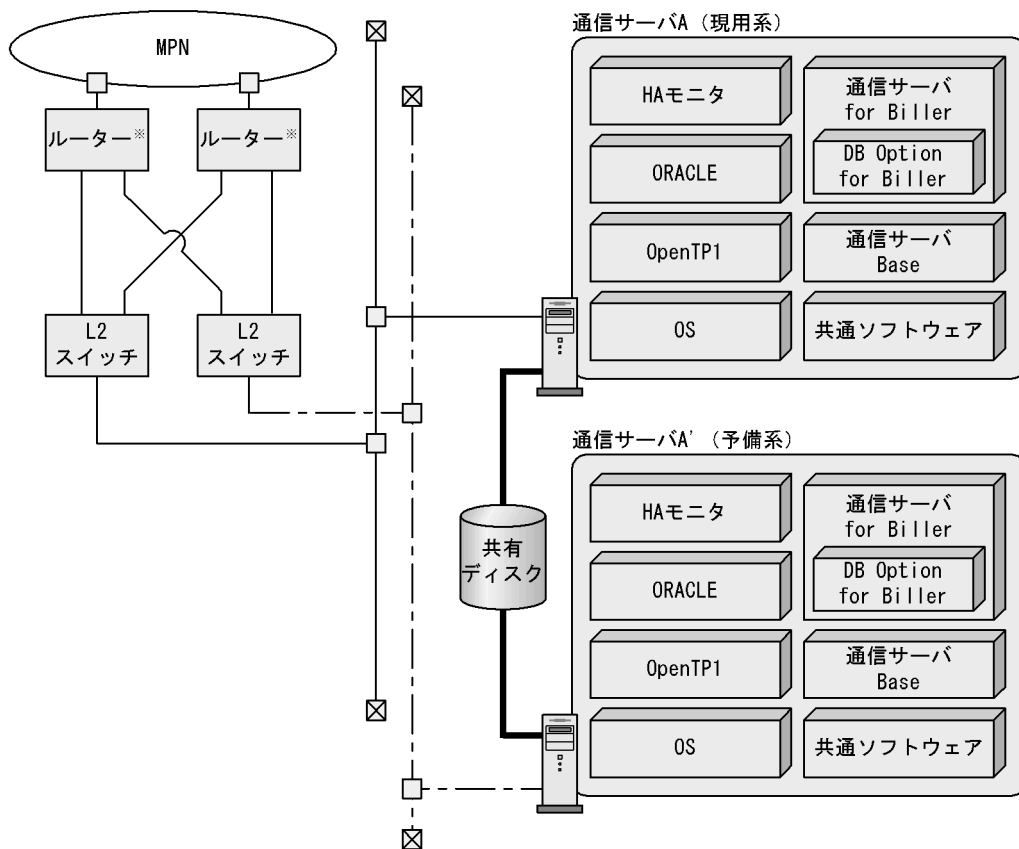 MPN
ルーター※
ルーター※
L2
スイッチ
L2
スイッチ
通信サーバA（現用系）
HAモニタ
通信サーバ
for Biller
DB Option
for Biller
ORACLE
OpenTP1
通信サーバ
Base
OS
共通ソフトウェア
共有
ディスク
通信サーバA'（予備系）
HAモニタ
通信サーバ
for Biller
DB Option
for Biller
ORACLE
OpenTP1
通信サーバ
Base
OS
共通ソフトウェア